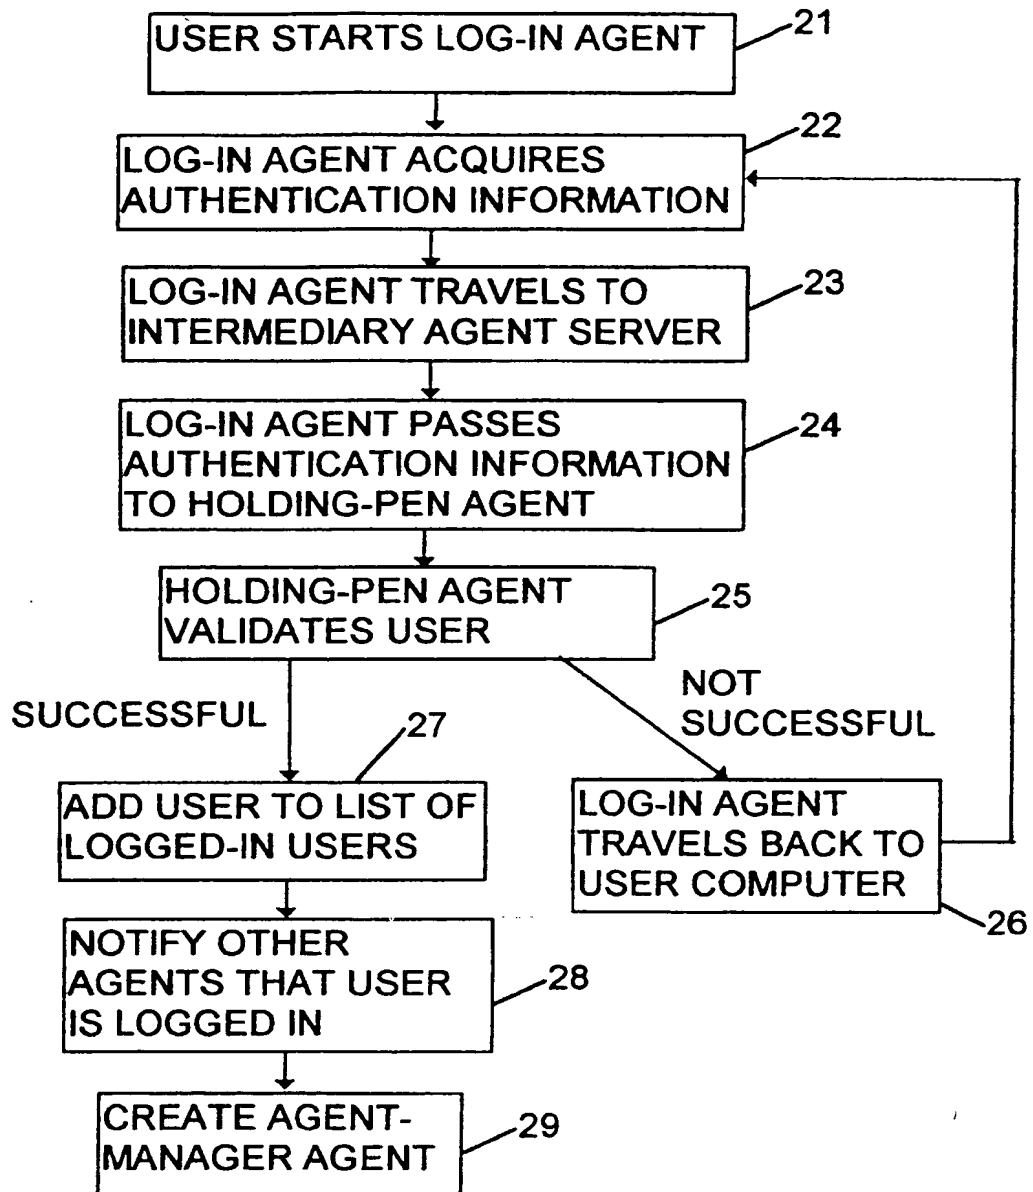 USER STARTS LOG-IN AGENT
21
LOG-IN AGENT ACQUIRES
AUTHENTICATION INFORMATION
22
LOG-IN AGENT TRAVELS TO
INTERMEDIARY AGENT SERVER
23
LOG-IN AGENT PASSES
AUTHENTICATION INFORMATION
TO HOLDING-PEN AGENT
24
HOLDING-PEN AGENT
VALIDATES USER
25
SUCCESSFUL
NOT
SUCCESSFUL
27
ADD USER TO LIST OF
LOGGED-IN USERS
LOG-IN AGENT
TRAVELS BACK TO
USER COMPUTER
26
NOTIFY OTHER
AGENTS THAT USER
IS LOGGED IN
28
CREATE AGENT-
MANAGER AGENT
29